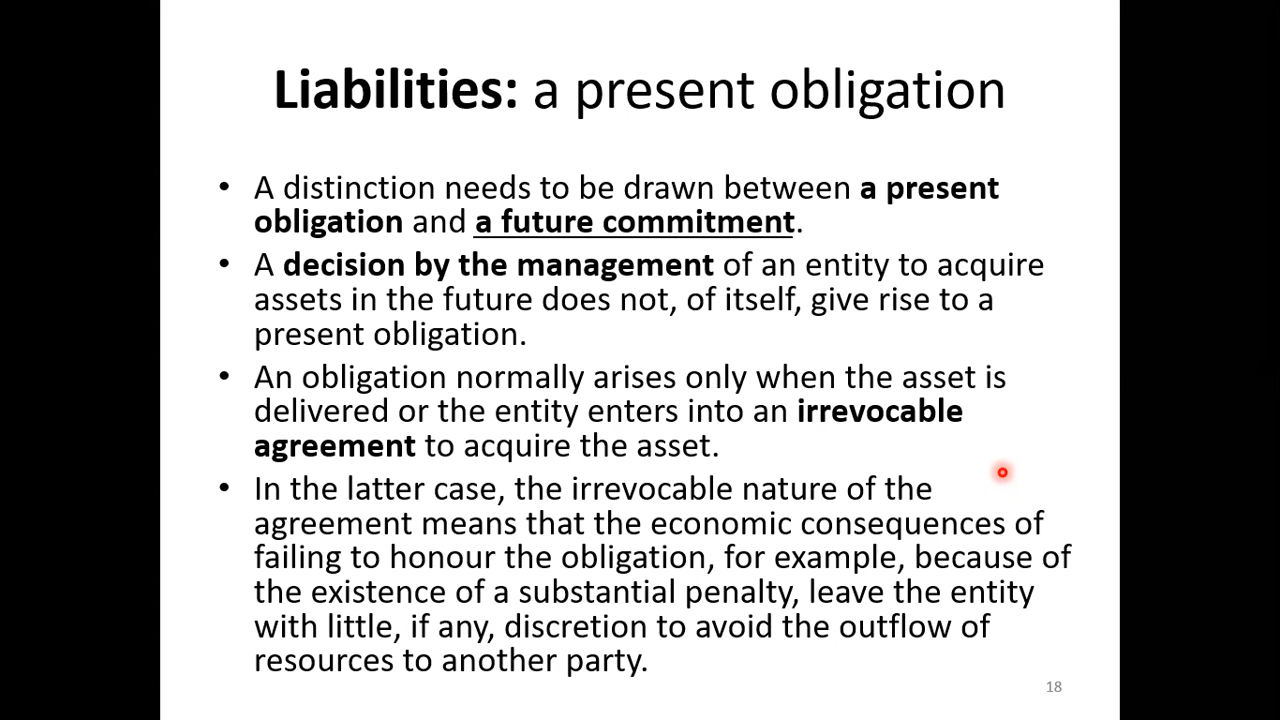 Liabilities: a present obligation
• A distinction needs to be drawn between a present
obligation and a future commitment.
• A decision by the management of an entity to acquire
assets in the future does not, of itself, give rise to a
present obligation.
• An obligation normally arises only when the asset is
delivered or the entity enters into an irrevocable
agreement to acquire the asset.
• In the latter case, the irrevocable nature of the
agreement means that the economic consequences of
failing to honour the obligation, for example, because of
the existence of a substantial penalty, leave the entity
with little, if any, discretion to avoid the outflow of
resources to another party.
18